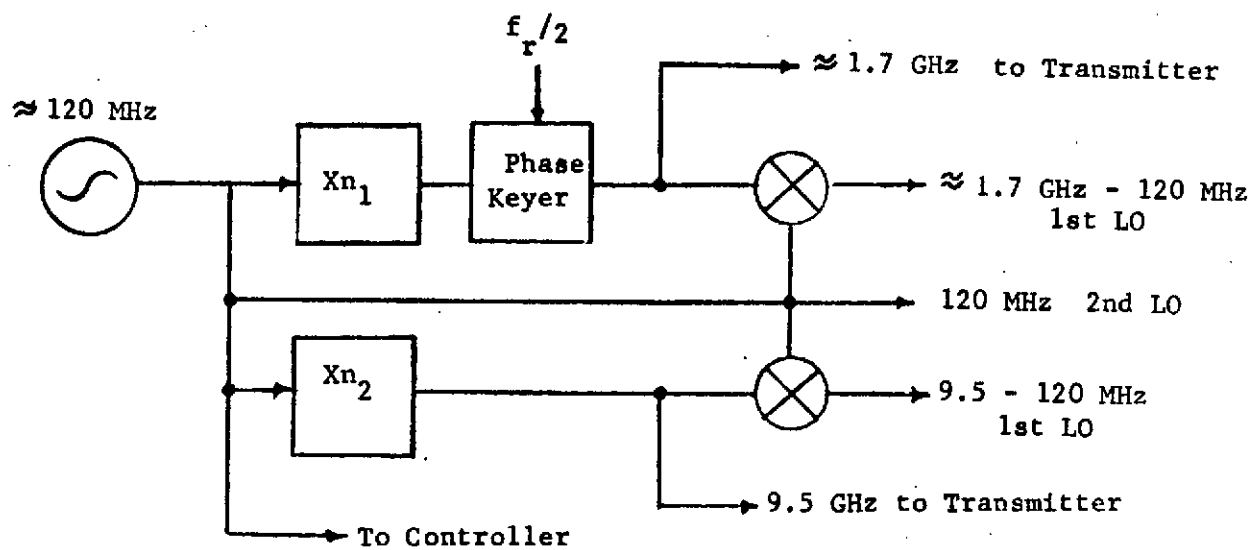 f_r/2
≈ 1.7 GHz to Transmitter
≈ 120 MHz
Xn_1
Phase
Keyer
≈ 1.7 GHz - 120 MHz
1st LO
120 MHz 2nd LO
Xn_2
9.5 - 120 MHz
1st LO
9.5 GHz to Transmitter
To Controller